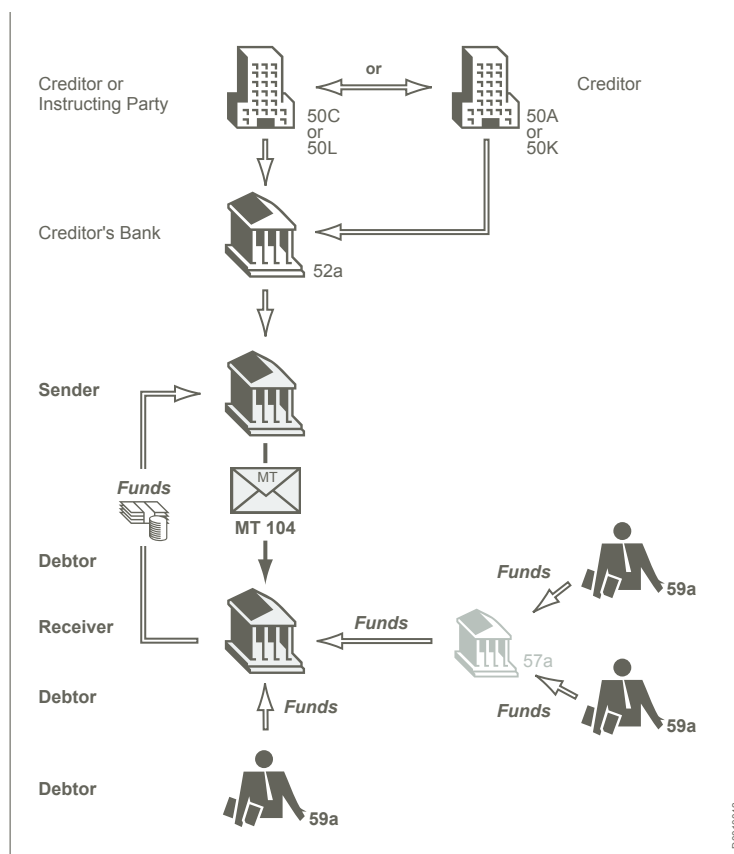 or
Creditor or
Instructing Party
Creditor
50C
or
50L
50A
or
50K
Creditor's Bank
52a
Sender
MT
Funds
MT 104
Debtor
Funds
59a
Receiver
Funds
57a
Debtor
Funds
Funds
59a
Debtor
59a